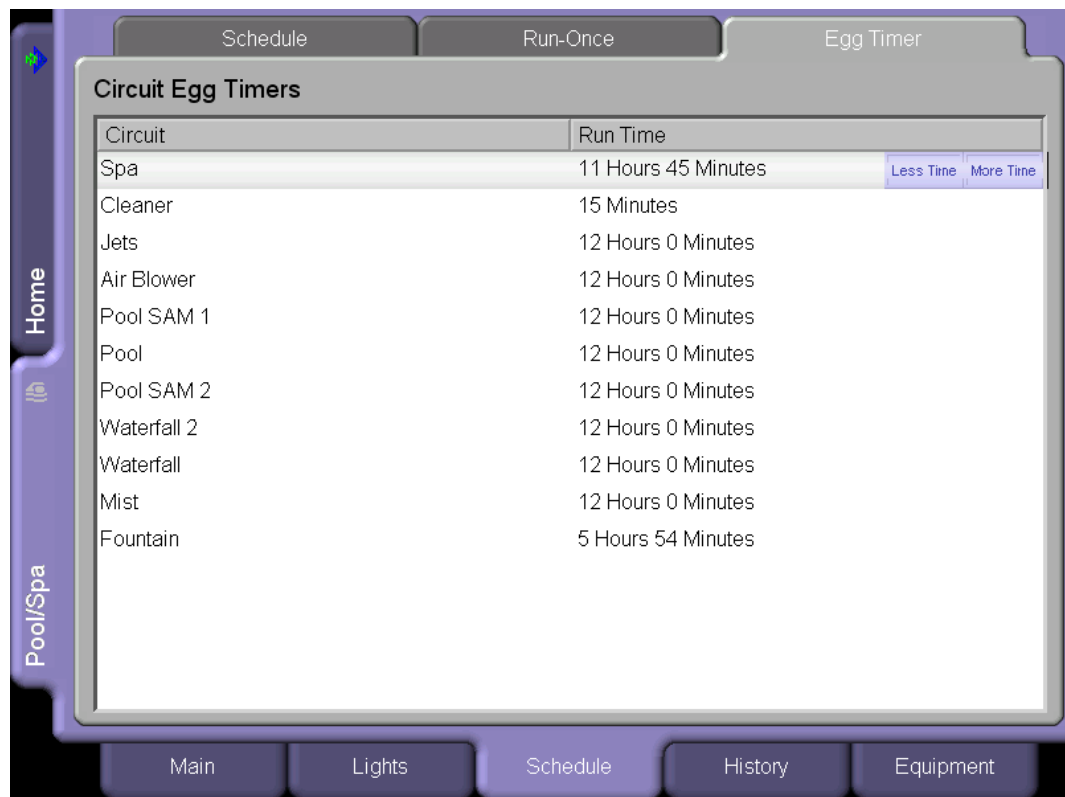 Schedule Run-Once Egg Timer
Circuit Egg Timers
Circuit Run Time
Spa 11 Hours 45 Minutes Less Time More Time
Cleaner 15 Minutes
Jets 12 Hours 0 Minutes
Air Blower 12 Hours 0 Minutes
Pool SAM 1 12 Hours 0 Minutes
Pool 12 Hours 0 Minutes
Pool SAM 2 12 Hours 0 Minutes
Waterfall 2 12 Hours 0 Minutes
Waterfall 12 Hours 0 Minutes
Mist 12 Hours 0 Minutes
Fountain 5 Hours 54 Minutes
Home
Pool/Spa
Main Lights Schedule History Equipment